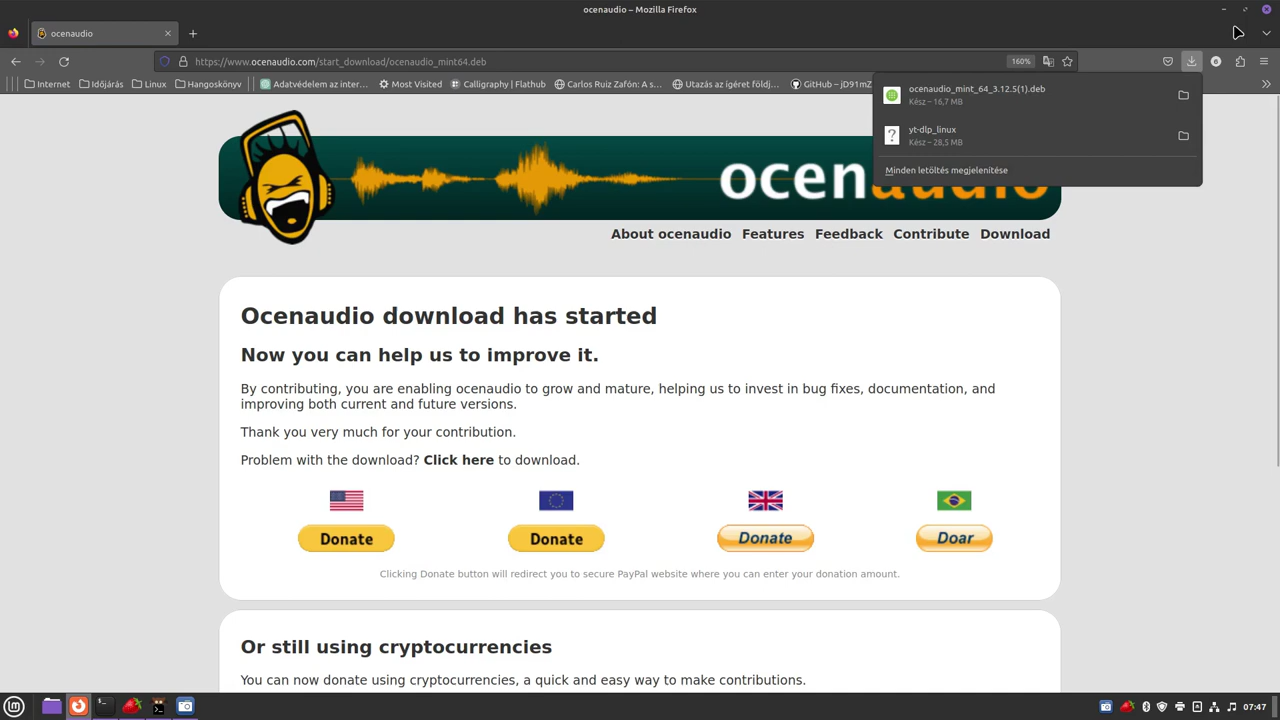 ocenaudio – Mozilla Firefox
ocenaudio
https://www.ocenaudio.com/start_download/ocenaudio_mint64.deb
160%
Internet
Időjárás
Linux
Hangoskönyv
Adatvédelem az inter...
Most Visited
Calligraphy | Flathub
Carlos Ruiz Zafón: A sö...
Utazás az ígéret földj...
GitHub – jD91mZ
ocenaudio_mint_64_3.12.5(1).deb
Kész – 16,7 MB
yt-dlp_linux
Kész – 28,5 MB
Minden letöltés megjelenítése
ocenaudio
About ocenaudio Features Feedback Contribute Download
Ocenaudio download has started
Now you can help us to improve it.
By contributing, you are enabling ocenaudio to grow and mature, helping us to invest in bug fixes, documentation, and
improving both current and future versions.
Thank you very much for your contribution.
Problem with the download? Click here to download.
Donate
Donate
Donate
Doar
Clicking Donate button will redirect you to secure PayPal website where you can enter your donation amount.
Or still using cryptocurrencies
You can now donate using cryptocurrencies, a quick and easy way to make contributions.
07:47